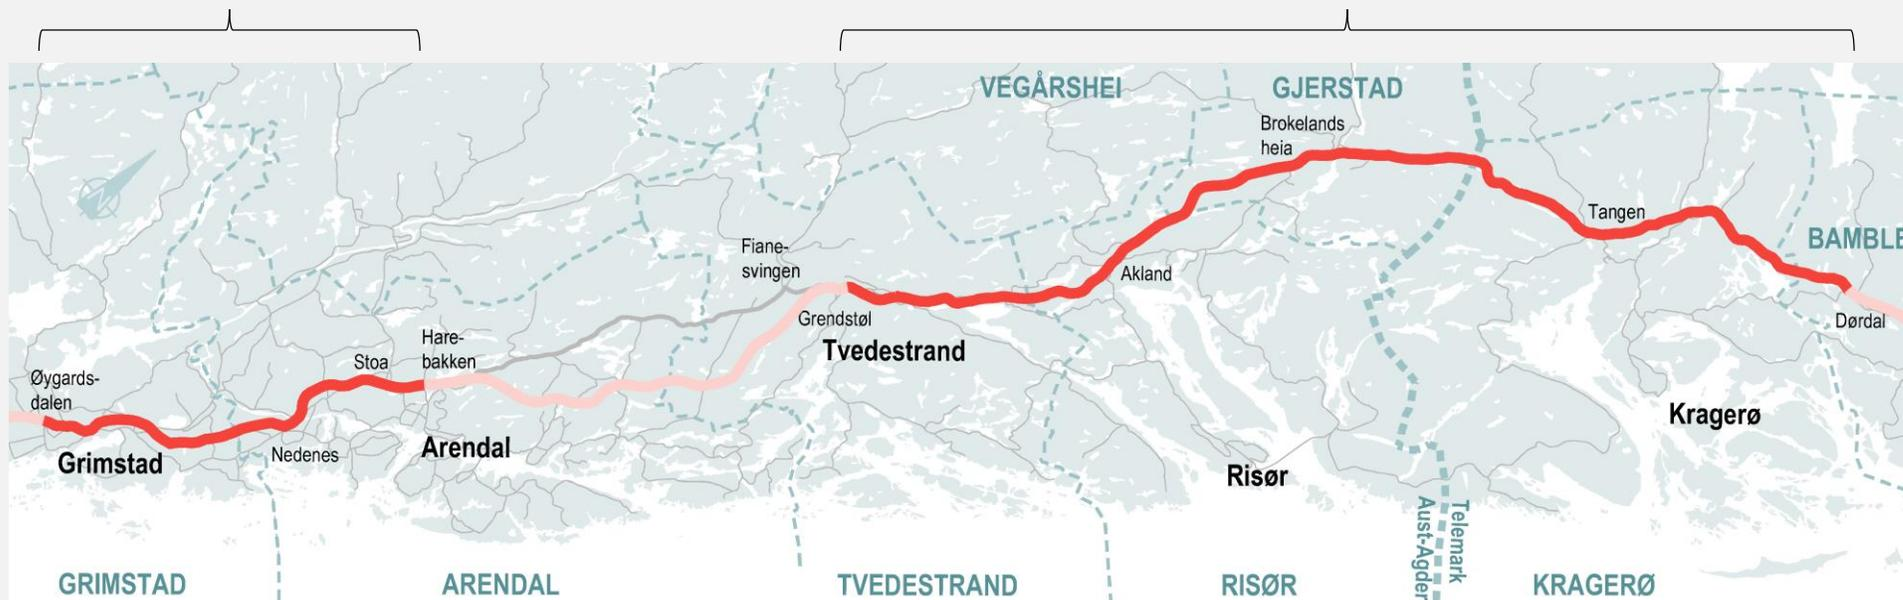 VEGÅRSHEI
GJERSTAD
Brokelands
heia
Tangen
BAMBLE
Fiane-
svingen
Akland
Grendstøl
Dørdal
Tvedestrand
Hare-
bakken
Stoa
Øygards-
dalen
Kragerø
Arendal
Nedenes
Grimstad
Risør
Telemark
Aust-Agder
GRIMSTAD
ARENDAL
TVEDESTRAND
RISØR
KRAGERØ